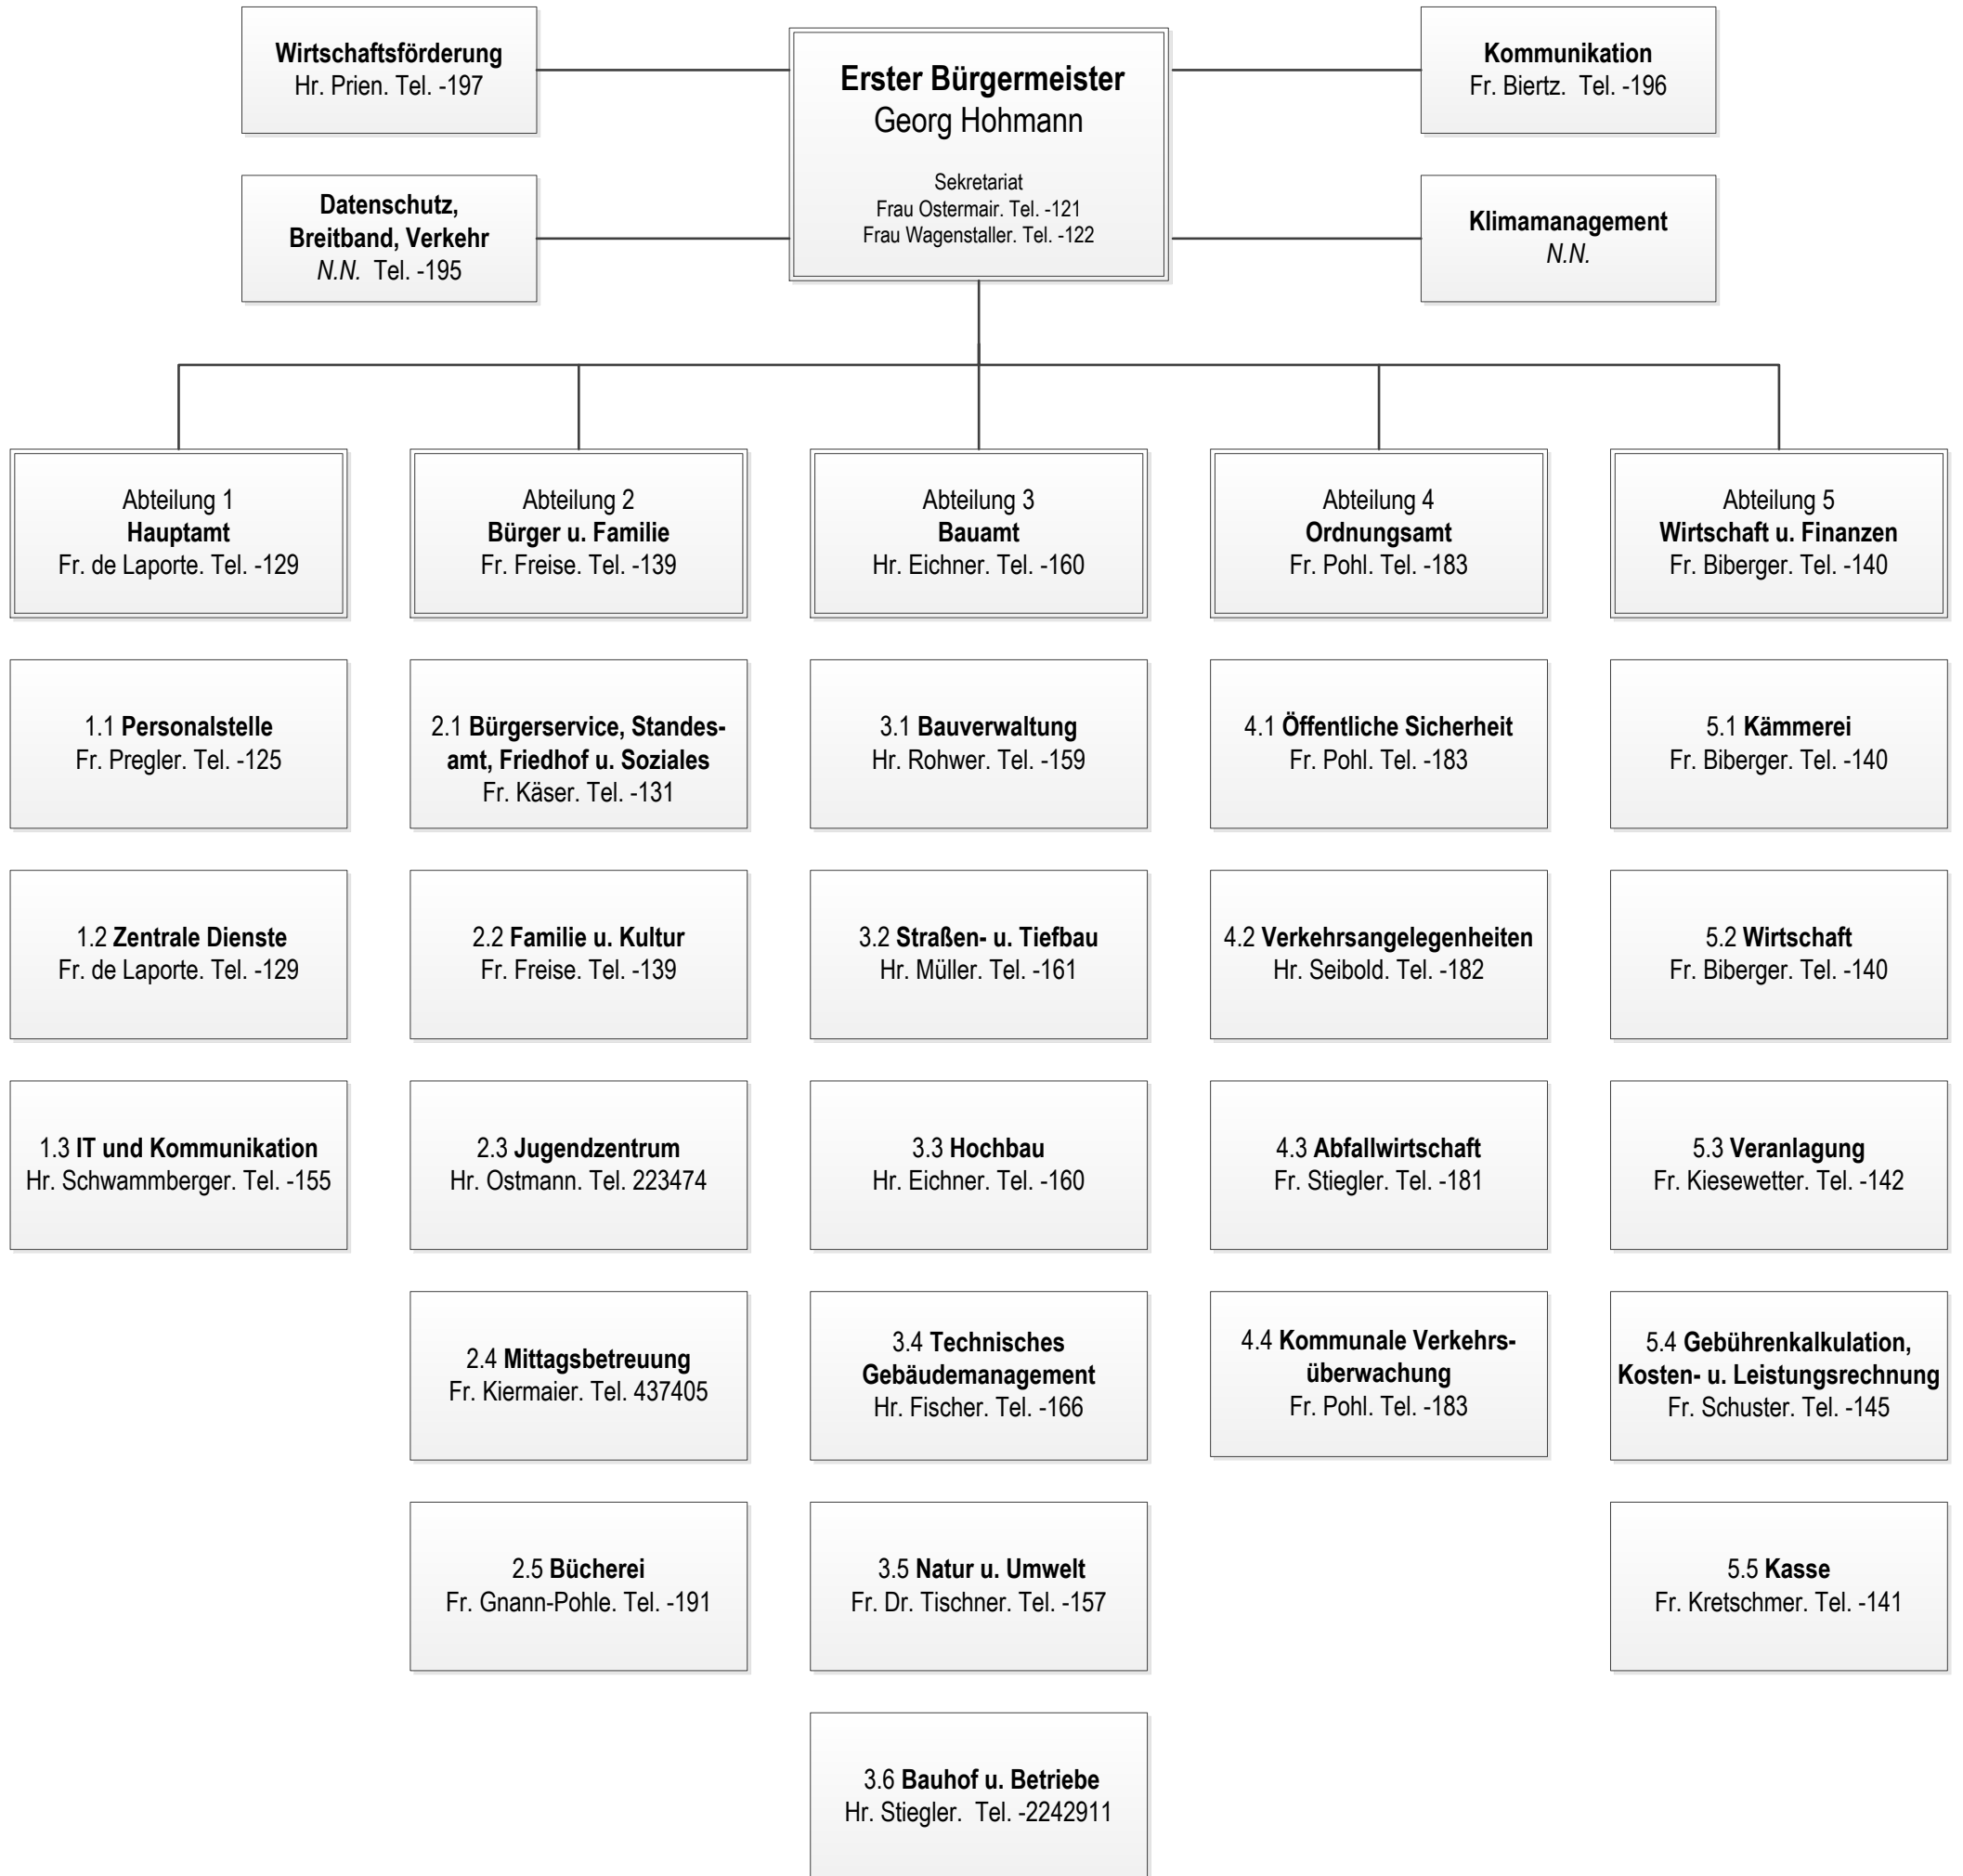 Wirtschaftsförderung
Hr. Prien. Tel. -197
Erster Bürgermeister
Georg Hohmann
Sekretariat
Frau Ostermair. Tel. -121
Frau Wagenstaller. Tel. -122
Kommunikation
Fr. Biertz.  Tel. -196
Datenschutz,
Breitband, Verkehr
N.N.  Tel. -195
Klimamanagement
N.N.
Abteilung 1
Hauptamt
Fr. de Laporte. Tel. -129
Abteilung 2
Bürger u. Familie
Fr. Freise. Tel. -139
Abteilung 3
Bauamt
Hr. Eichner. Tel. -160
Abteilung 4
Ordnungsamt
Fr. Pohl. Tel. -183
Abteilung 5
Wirtschaft u. Finanzen
Fr. Biberger. Tel. -140
1.1 Personalstelle
Fr. Pregler. Tel. -125
2.1 Bürgerservice, Standes-
amt, Friedhof u. Soziales
Fr. Käser. Tel. -131
3.1 Bauverwaltung
Hr. Rohwer. Tel. -159
4.1 Öffentliche Sicherheit
Fr. Pohl. Tel. -183
5.1 Kämmerei
Fr. Biberger. Tel. -140
1.2 Zentrale Dienste
Fr. de Laporte. Tel. -129
2.2 Familie u. Kultur
Fr. Freise. Tel. -139
3.2 Straßen- u. Tiefbau
Hr. Müller. Tel. -161
4.2 Verkehrsangelegenheiten
Hr. Seibold. Tel. -182
5.2 Wirtschaft
Fr. Biberger. Tel. -140
1.3 IT und Kommunikation
Hr. Schwammberger. Tel. -155
2.3 Jugendzentrum
Hr. Ostmann. Tel. 223474
3.3 Hochbau
Hr. Eichner. Tel. -160
4.3 Abfallwirtschaft
Fr. Stiegler. Tel. -181
5.3 Veranlagung
Fr. Kiesewetter. Tel. -142
2.4 Mittagsbetreuung
Fr. Kiermaier. Tel. 437405
3.4 Technisches
Gebäudemanagement
Hr. Fischer. Tel. -166
4.4 Kommunale Verkehrs-
überwachung
Fr. Pohl. Tel. -183
5.4 Gebührenkalkulation,
Kosten- u. Leistungsrechnung
Fr. Schuster. Tel. -145
2.5 Bücherei
Fr. Gnann-Pohle. Tel. -191
3.5 Natur u. Umwelt
Fr. Dr. Tischner. Tel. -157
5.5 Kasse
Fr. Kretschmer. Tel. -141
3.6 Bauhof u. Betriebe
Hr. Stiegler.  Tel. -2242911